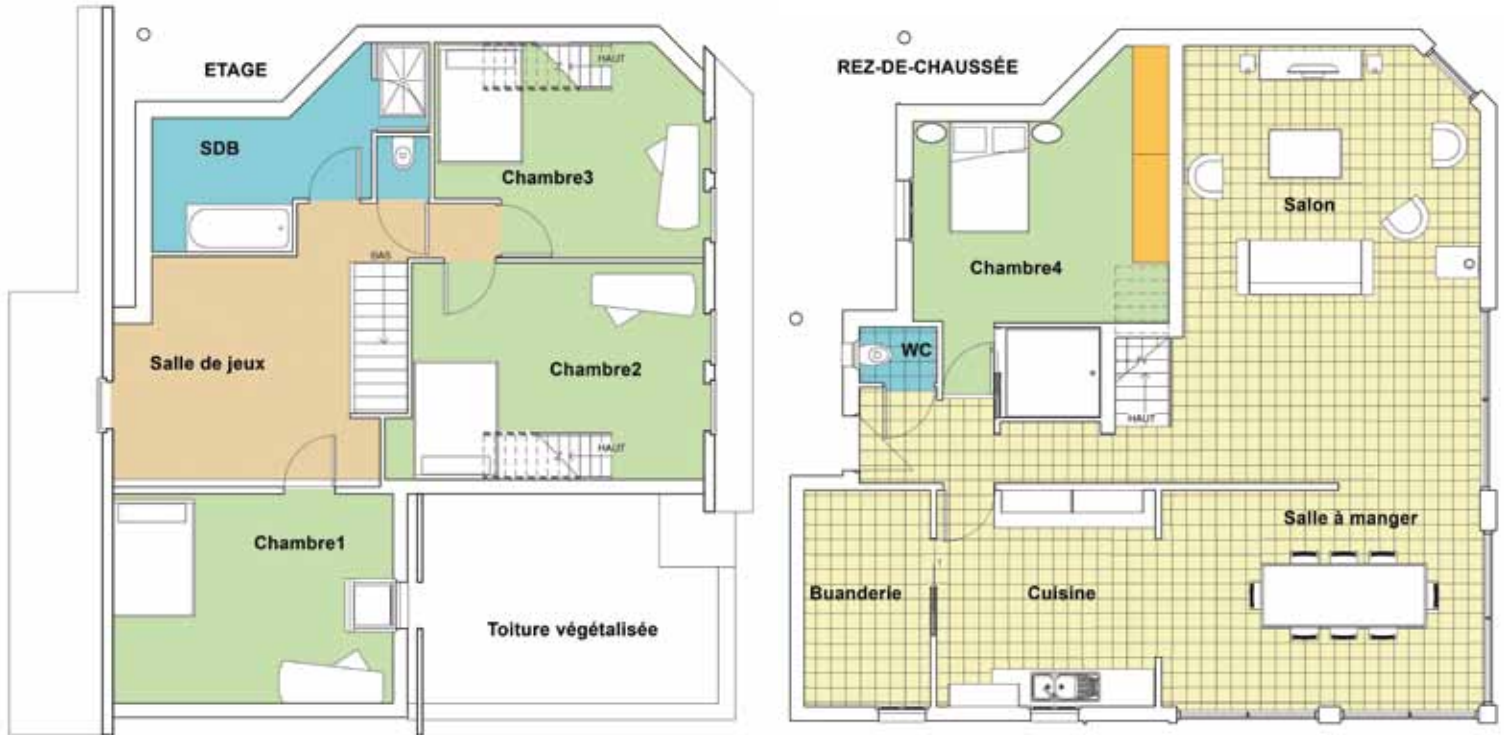 ETAGE
HAUT
SDB
Chambre3
BAS
Salle de jeux
Chambre2
HAUT
Chambre1
Toiture végétalisée
REZ-DE-CHAUSSÉE
Salon
Chambre4
WC
HAUT
Salle à manger
Buanderie
Cuisine